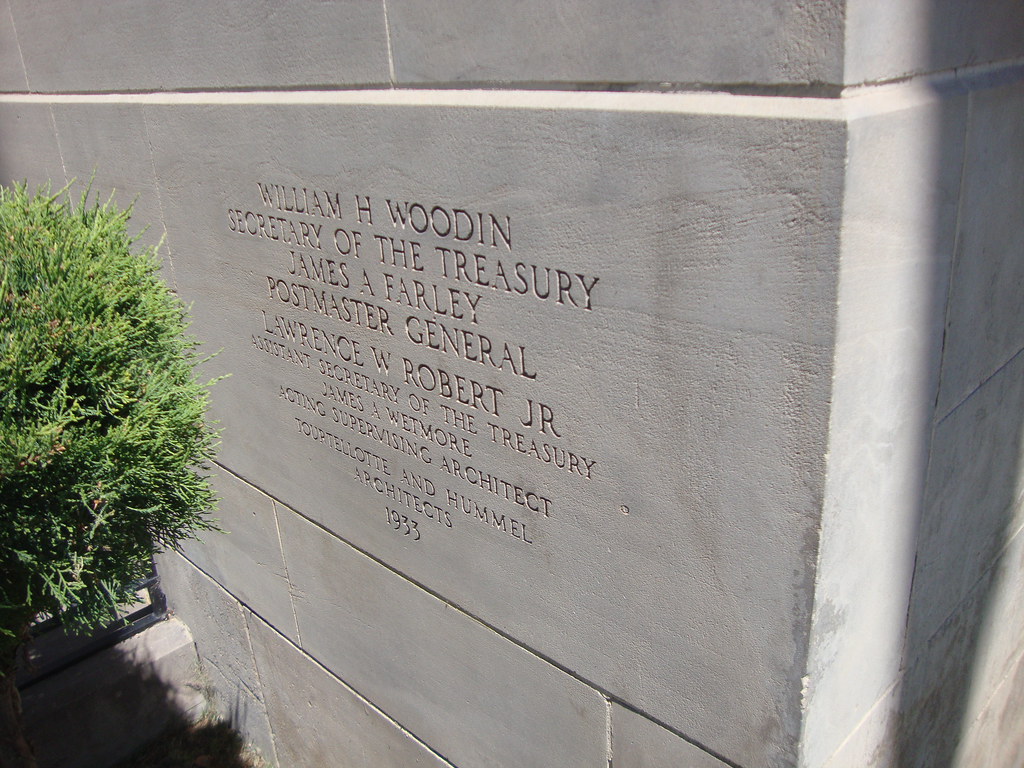 WILLIAM H WOODIN
SECRETARY OF THE TREASURY
JAMES A FARLEY
POSTMASTER GENERAL
LAWRENCE W ROBERT JR
ASSISTANT SECRETARY OF THE TREASURY
JAMES A WETMORE
ACTING SUPERVISING ARCHITECT
TOURTELLOTTE AND HUMMEL
ARCHITECTS
1933